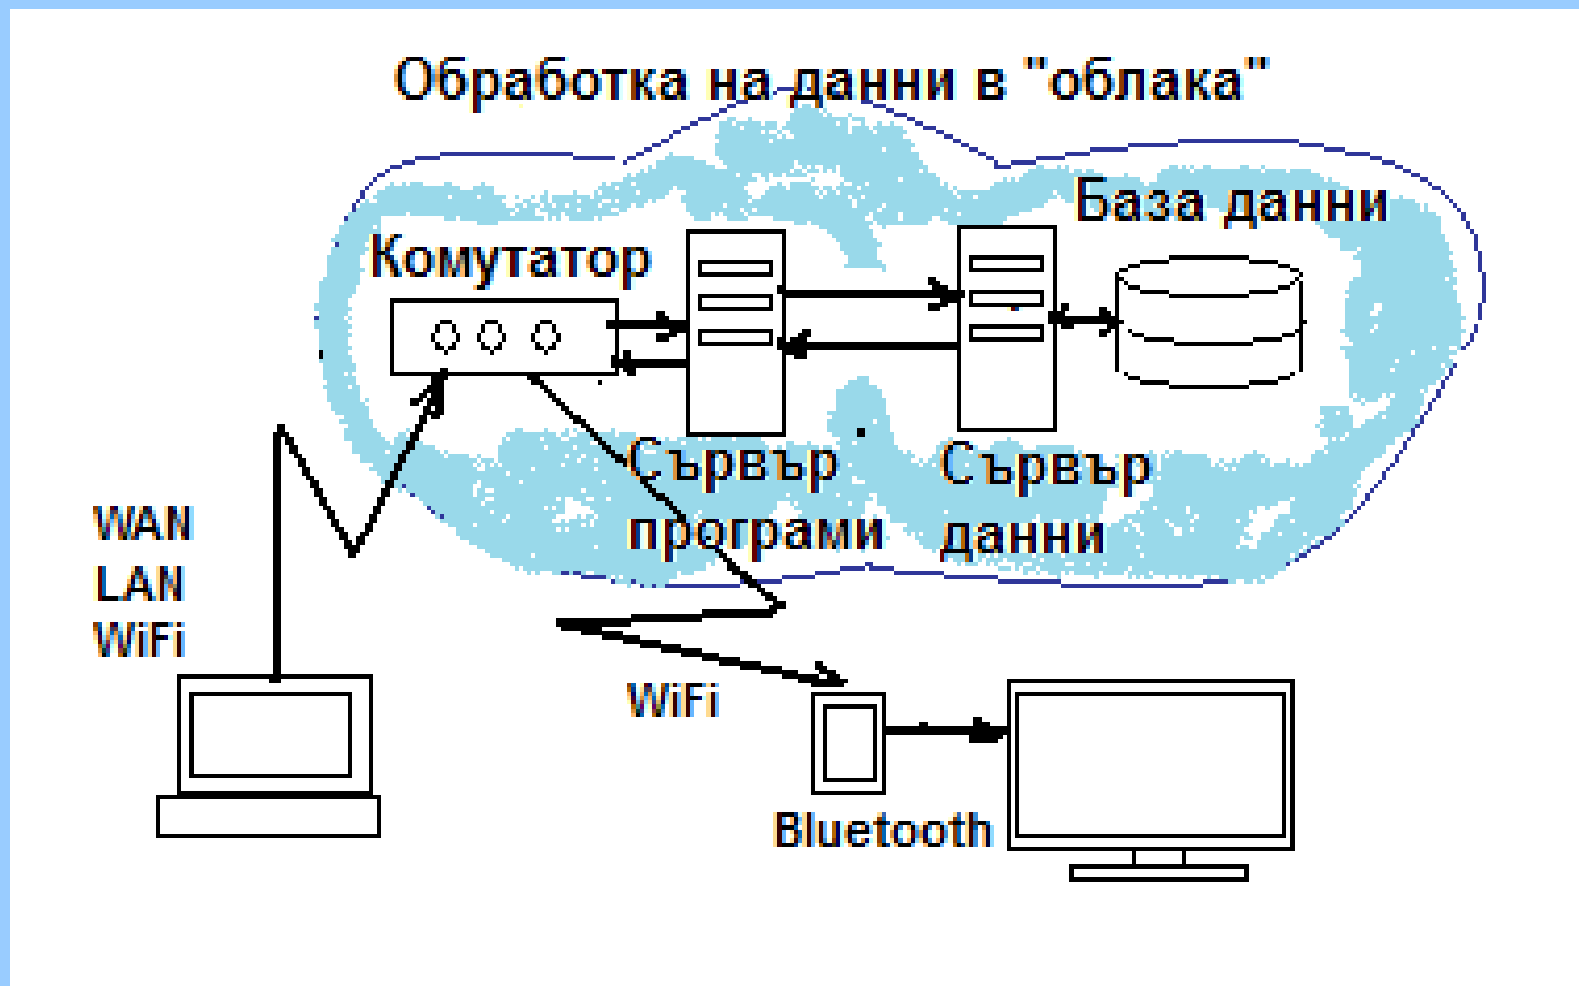 Обработка на данни в "облака"
База данни
Комутатор
Сървър
програми
Сървър
данни
WAN
LAN
WiFi
WiFi
Bluetooth